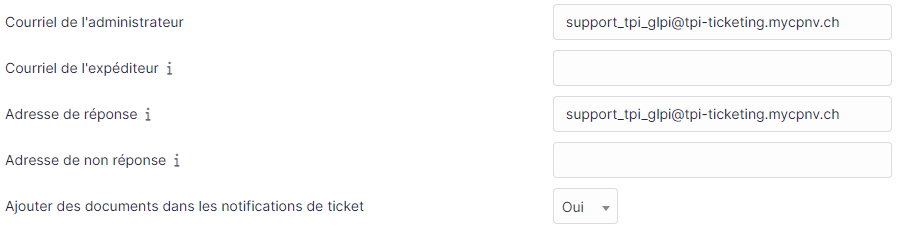 Courriel de l'administrateur support_tpi_glpi@tpi-ticketing.mycpnv.ch
Courriel de l'expéditeur i
Adresse de réponse i support_tpi_glpi@tpi-ticketing.mycpnv.ch
Adresse de non réponse i
Ajouter des documents dans les notifications de ticket Oui